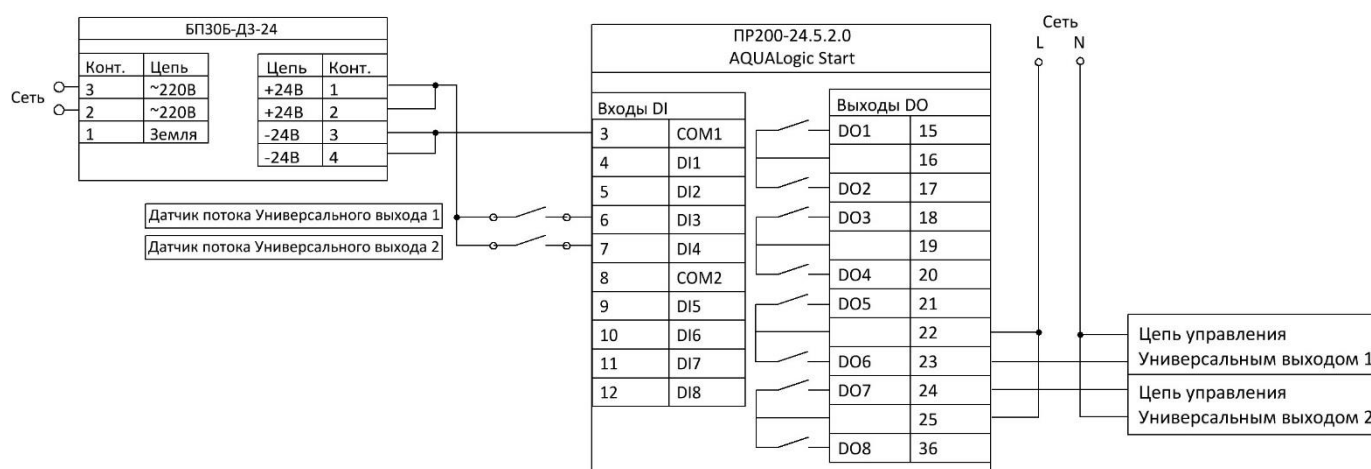 БП30Б-Д3-24
Конт. Цепь
3 ~220В
2 ~220В
1 Земля
Сеть
Цепь Конт.
+24В 1
+24В 2
-24В 3
-24В 4
Датчик потока Универсального выхода 1
Датчик потока Универсального выхода 2
ПР200-24.5.2.0
AQUALogic Start
Входы DI
3 COM1
4 DI1
5 DI2
6 DI3
7 DI4
8 COM2
9 DI5
10 DI6
11 DI7
12 DI8
Выходы DO
DO1 15
16
DO2 17
DO3 18
19
DO4 20
DO5 21
22
DO6 23
DO7 24
25
DO8 36
Сеть
L N
Цепь управления
Универсальным выходом 1
Цепь управления
Универсальным выходом 2